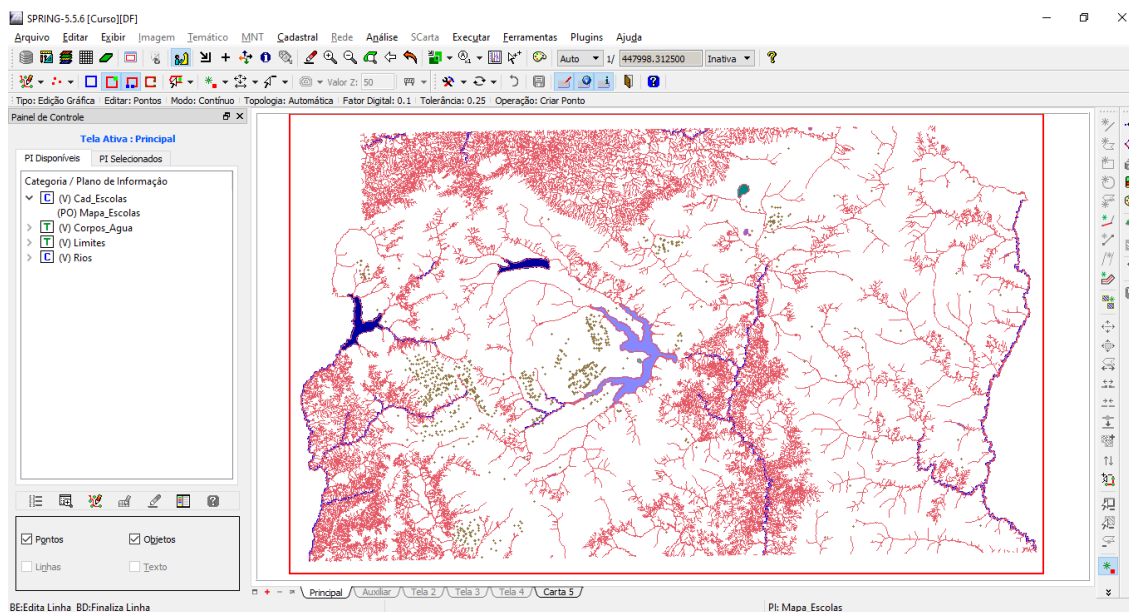 SPRING-5.5.6 [Curso][DF]
Arquivo Editar Exibir Imagem Temático MNT Cadastral Rede Análise SCarta Executar Ferramentas Plugins Ajuda
Auto 1/ 447998.312500 Inativa
Valor Z: 50
Tipo: Edição Gráfica Editar: Pontos Modo: Contínuo Topologia: Automática Fator Digital: 0.1 Tolerância: 0.25 Operação: Criar Ponto
Painel de Controle
Tela Ativa : Principal
PI Disponíveis PI Selecionados
Categoria / Plano de Informação
C (V) Cad_Escolas
(PO) Mapa_Escolas
T (V) Corpos_Agua
T (V) Limites
C (V) Rios
Pontos Objetos
Linhas Texto
Principal Auxiliar Tela 2 Tela 3 Tela 4 Carta 5
BE:Edita Linha BD:Finaliza Linha PI: Mapa_Escolas